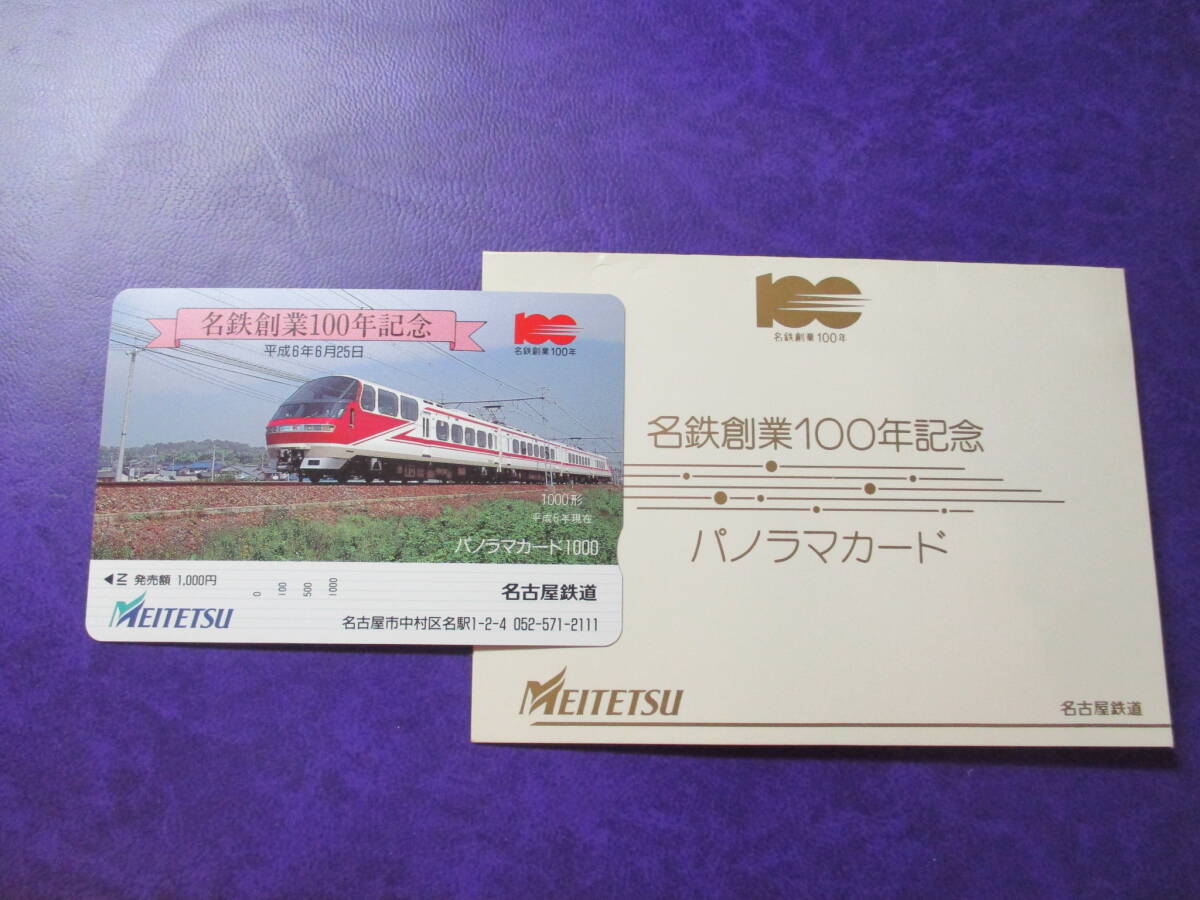 名鉄創業100年記念
平成6年6月25日
100
名鉄創業100年
1000形
平成6年現在
パノラマカード1000
◀IN 発売額 1,000円
0 100 500 1000
名古屋鉄道
MEITETSU
名古屋市中村区名駅1-2-4 052-571-2111
100
名鉄創業100年
名鉄創業100年記念
パノラマカード
MEITETSU
名古屋鉄道